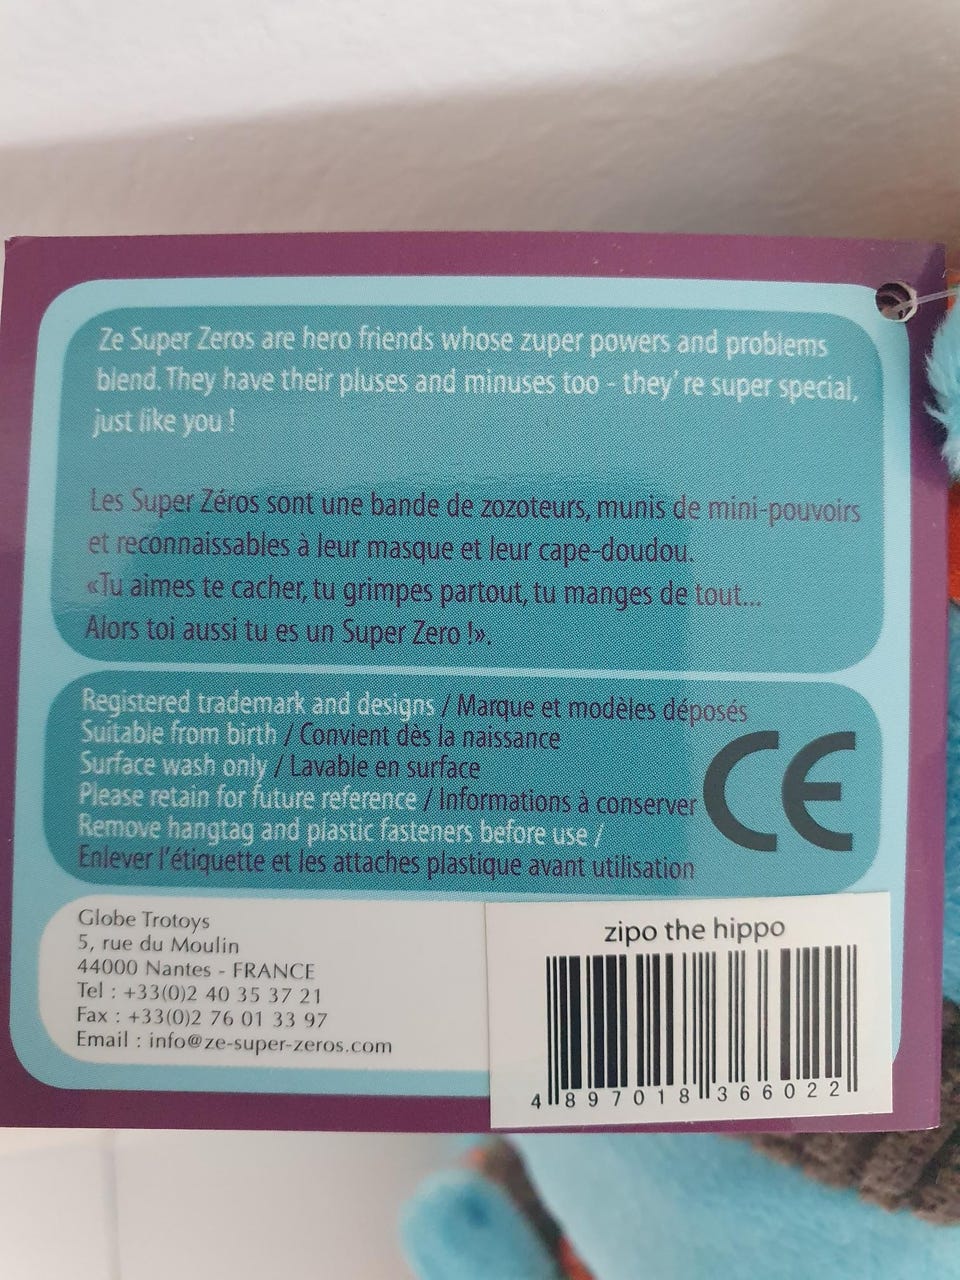 Ze Super Zeros are hero friends whose zuper powers and problems
blend. They have their pluses and minuses too - they're super special,
just like you !
Les Super Zéros sont une bande de zozoteurs, munis de mini-pouvoirs
et reconnaissables à leur masque et leur cape-doudou.
«Tu aimes te cacher, tu grimpes partout, tu manges de tout...
Alors toi aussi tu es un Super Zero !».
Registered trademark and designs / Marque et modèles déposés
Suitable from birth / Convient dès la naissance
Surface wash only / Lavable en surface
Please retain for future reference / Informations à conserver
Remove hangtag and plastic fasteners before use /
Enlever l'étiquette et les attaches plastique avant utilisation
CE
Globe Trotoys
5, rue du Moulin
44000 Nantes - FRANCE
Tel : +33(0)2 40 35 37 21
Fax : +33(0)2 76 01 33 97
Email : info@ze-super-zeros.com
zipo the hippo
4 897018 366022